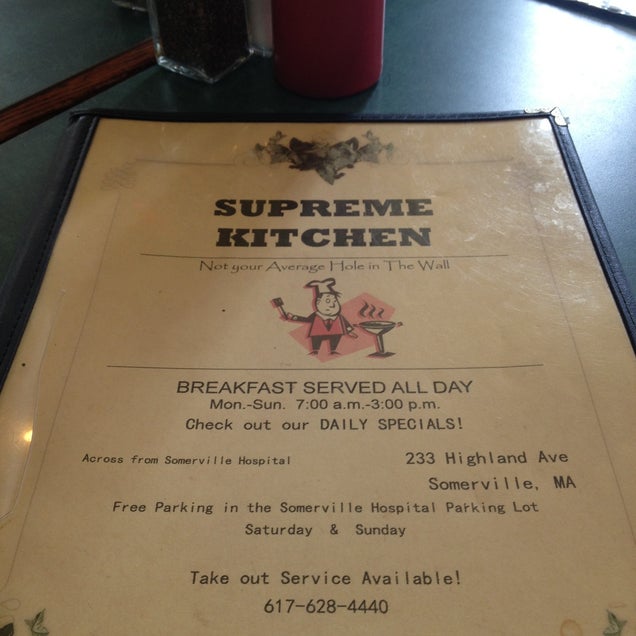 SUPREME
KITCHEN
Not your Average Hole in The Wall
BREAKFAST SERVED ALL DAY
Mon.-Sun. 7:00 a.m.-3:00 p.m.
Check out our DAILY SPECIALS!
Across from Somerville Hospital
233 Highland Ave
Somerville, MA
Free Parking in the Somerville Hospital Parking Lot
Saturday & Sunday
Take out Service Available!
617-628-4440